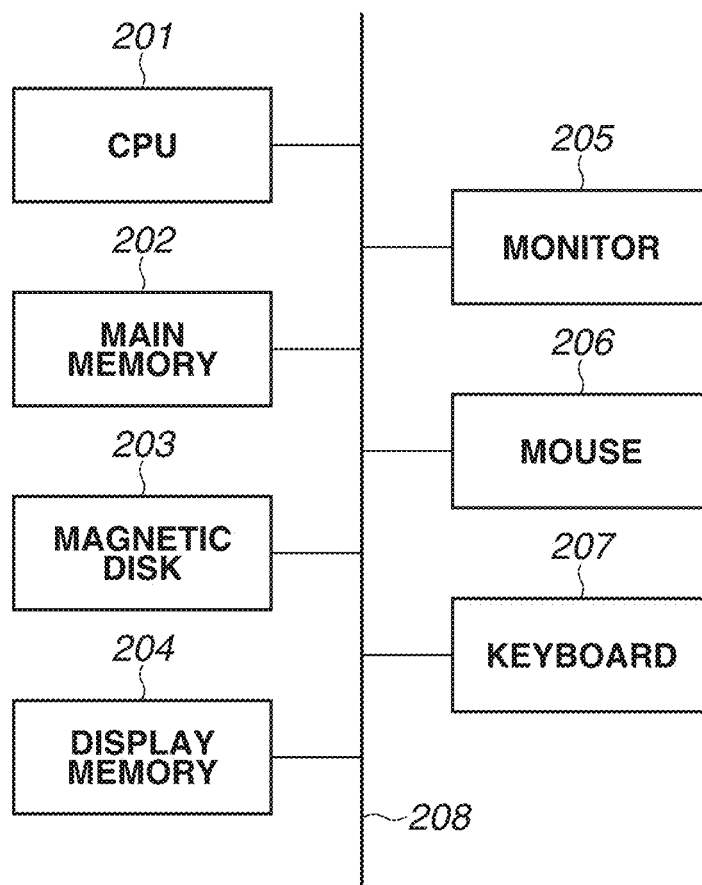 201
CPU
202
MAIN
MEMORY
203
MAGNETIC
DISK
204
DISPLAY
MEMORY
205
MONITOR
206
MOUSE
207
KEYBOARD
208